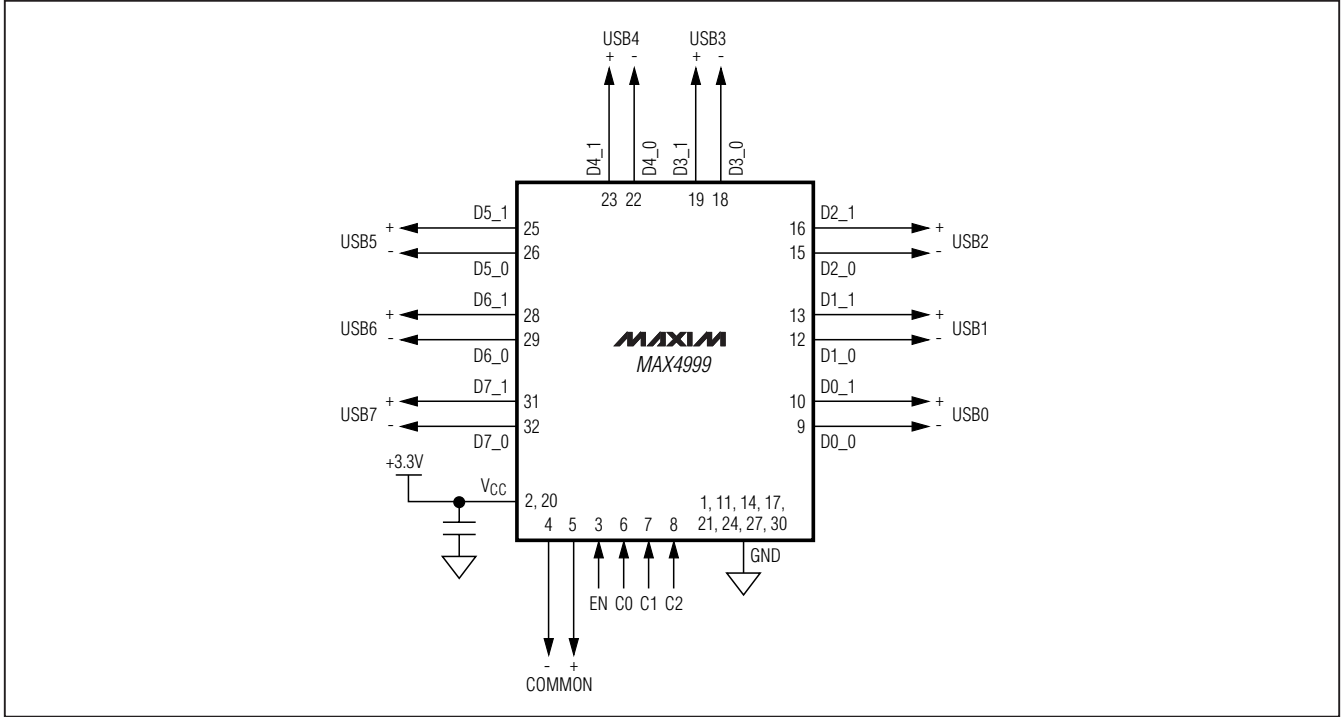 USB4 USB3
+ - + -
D4_1 D4_0 D3_1 D3_0
23 22 19 18
D5_1 D2_1
+ 25 16 +
USB5 USB2
- 26 15 -
D5_0 D2_0
D6_1 D1_1
+ 28 13 +
USB6 USB1
- 29 12 -
D6_0 D1_0
MAXIM
MAX4999
D7_1 D0_1
+ 31 10 +
USB7 USB0
- 32 9 -
D7_0 D0_0
+3.3V
VCC
2, 20
1, 11, 14, 17,
21, 24, 27, 30
4 5 3 6 7 8
GND
EN C0 C1 C2
- +
COMMON